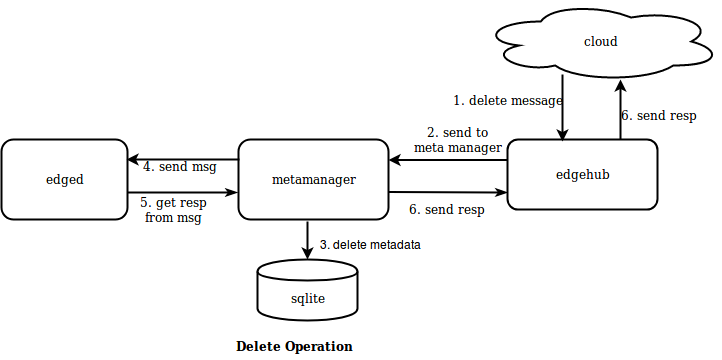 cloud
1. delete message
6. send resp
2. send to
meta manager
4. send msg
edged
metamanager
edgehub
5. get resp
from msg
6. send resp
3. delete metadata
sqlite
Delete Operation